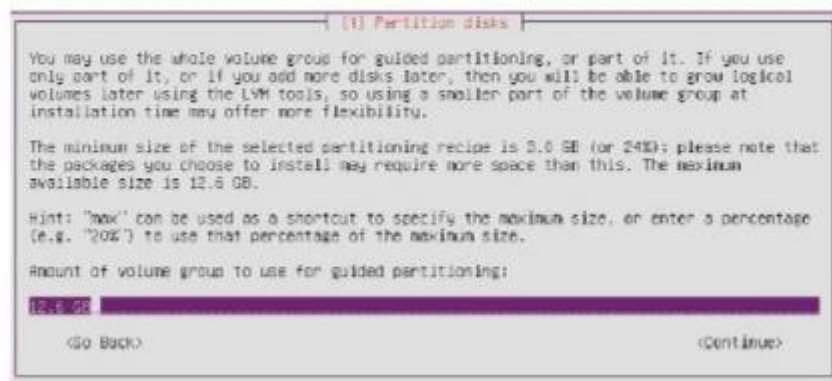 [!] Partition disks
You may use the whole volume group for guided partitioning, or part of it. If you use
only part of it, or if you add more disks later, then you will be able to grow logical
volumes later using the LVM tools, so using a smaller part of the volume group at
installation time may offer more flexibility.
The minimum size of the selected partitioning recipe is 3.0 GB (or 24%); please note that
the packages you choose to install may require more space than this. The maximum
available size is 12.6 GB.
Hint: "max" can be used as a shortcut to specify the maximum size, or enter a percentage
(e.g. "20%") to use that percentage of the maximum size.
Amount of volume group to use for guided partitioning:
12.6 GB
<Go Back> <Continue>